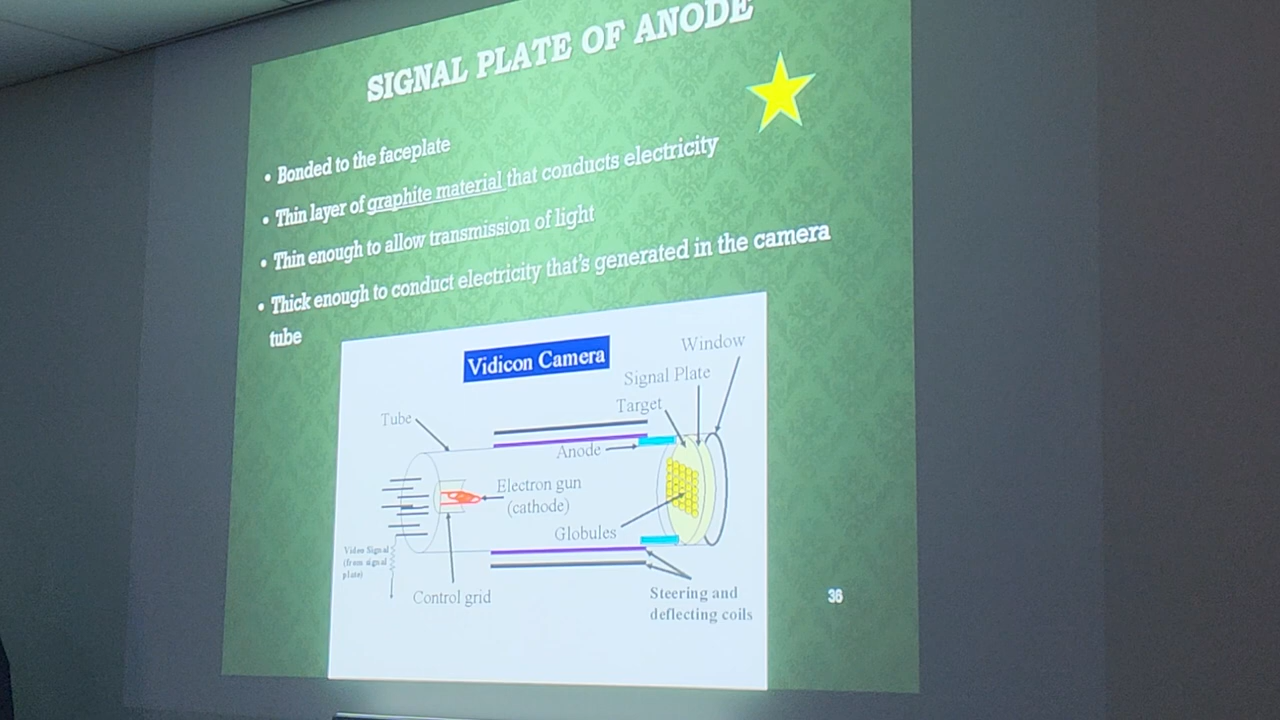 SIGNAL PLATE OF ANODE
• Bonded to the faceplate
• Thin layer of graphite material that conducts electricity
• Thin enough to allow transmission of light
• Thick enough to conduct electricity that's generated in the camera
tube
Vidicon Camera
Window
Signal Plate
Target
Tube
Anode
Electron gun
(cathode)
Globules
Video Signal
(from signal
plate)
Control grid
Steering and
deflecting coils
36